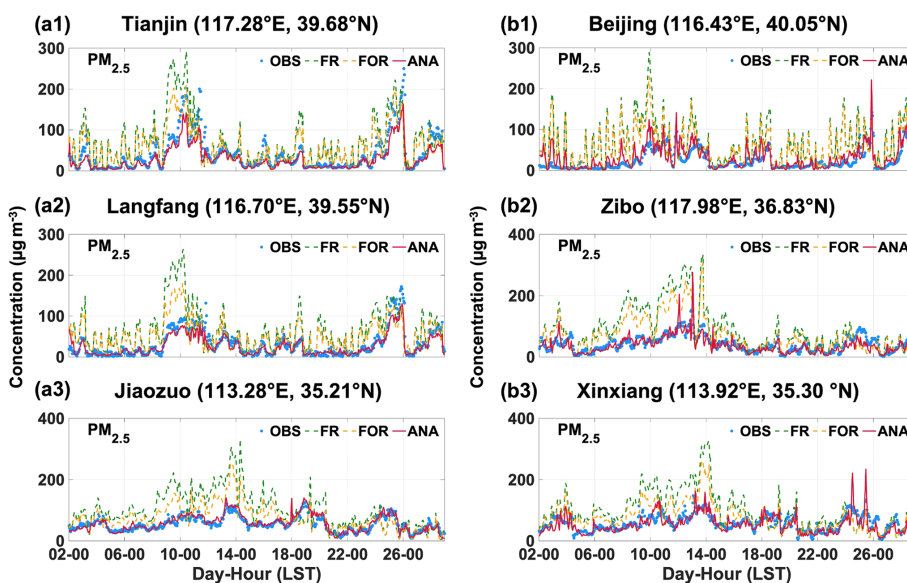 (a1) Tianjin (117.28°E, 39.68°N)
PM2.5 OBS FR FOR ANA
300
200
100
0
(b1) Beijing (116.43°E, 40.05°N)
PM2.5 OBS FR FOR ANA
300
200
100
0
(a2) Langfang (116.70°E, 39.55°N)
PM2.5 OBS FR FOR ANA
300
200
100
0
(b2) Zibo (117.98°E, 36.83°N)
PM2.5 OBS FR FOR ANA
400
200
0
Concentration (µg m-3)
Concentration (µg m-3)
(a3) Jiaozuo (113.28°E, 35.21°N)
PM2.5 OBS FR FOR ANA
400
200
0
02-00 06-00 10-00 14-00 18-00 22-00 26-00
Day-Hour (LST)
(b3) Xinxiang (113.92°E, 35.30 °N)
PM2.5 OBS FR FOR ANA
400
200
0
02-00 06-00 10-00 14-00 18-00 22-00 26-00
Day-Hour (LST)